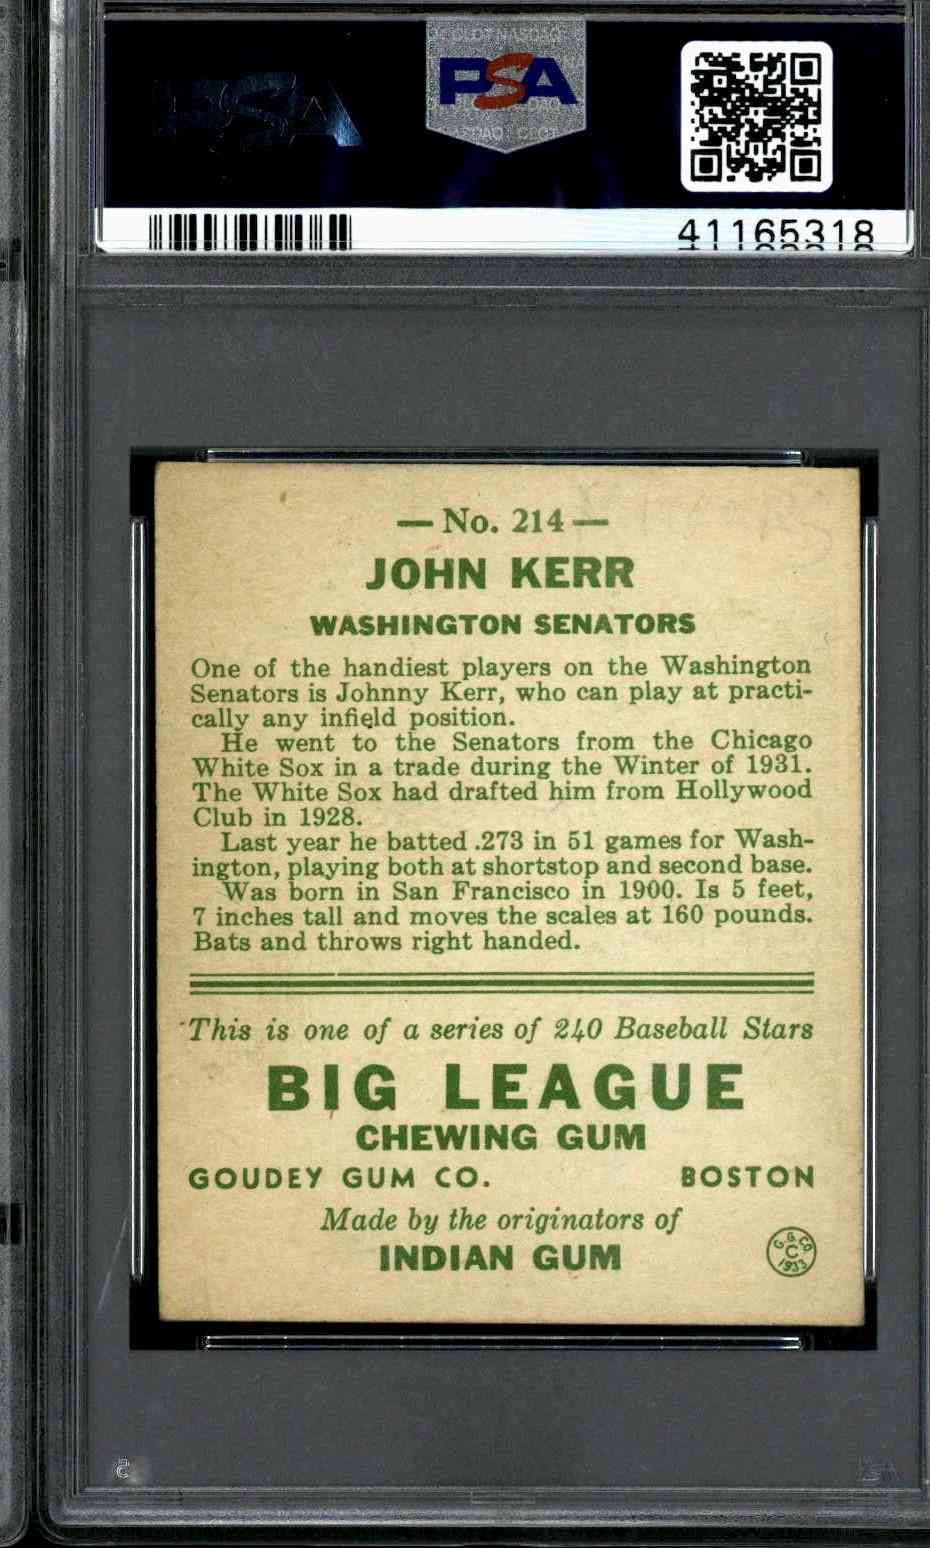 PSA
41165318
— No. 214 —
JOHN KERR
WASHINGTON SENATORS
One of the handiest players on the Washington
Senators is Johnny Kerr, who can play at practi-
cally any infield position.
He went to the Senators from the Chicago
White Sox in a trade during the Winter of 1931.
The White Sox had drafted him from Hollywood
Club in 1928.
Last year he batted .273 in 51 games for Wash-
ington, playing both at shortstop and second base.
Was born in San Francisco in 1900. Is 5 feet,
7 inches tall and moves the scales at 160 pounds.
Bats and throws right handed.
This is one of a series of 240 Baseball Stars
BIG LEAGUE
CHEWING GUM
GOUDEY GUM CO. BOSTON
Made by the originators of
INDIAN GUM
G. G. CO.
C
1933